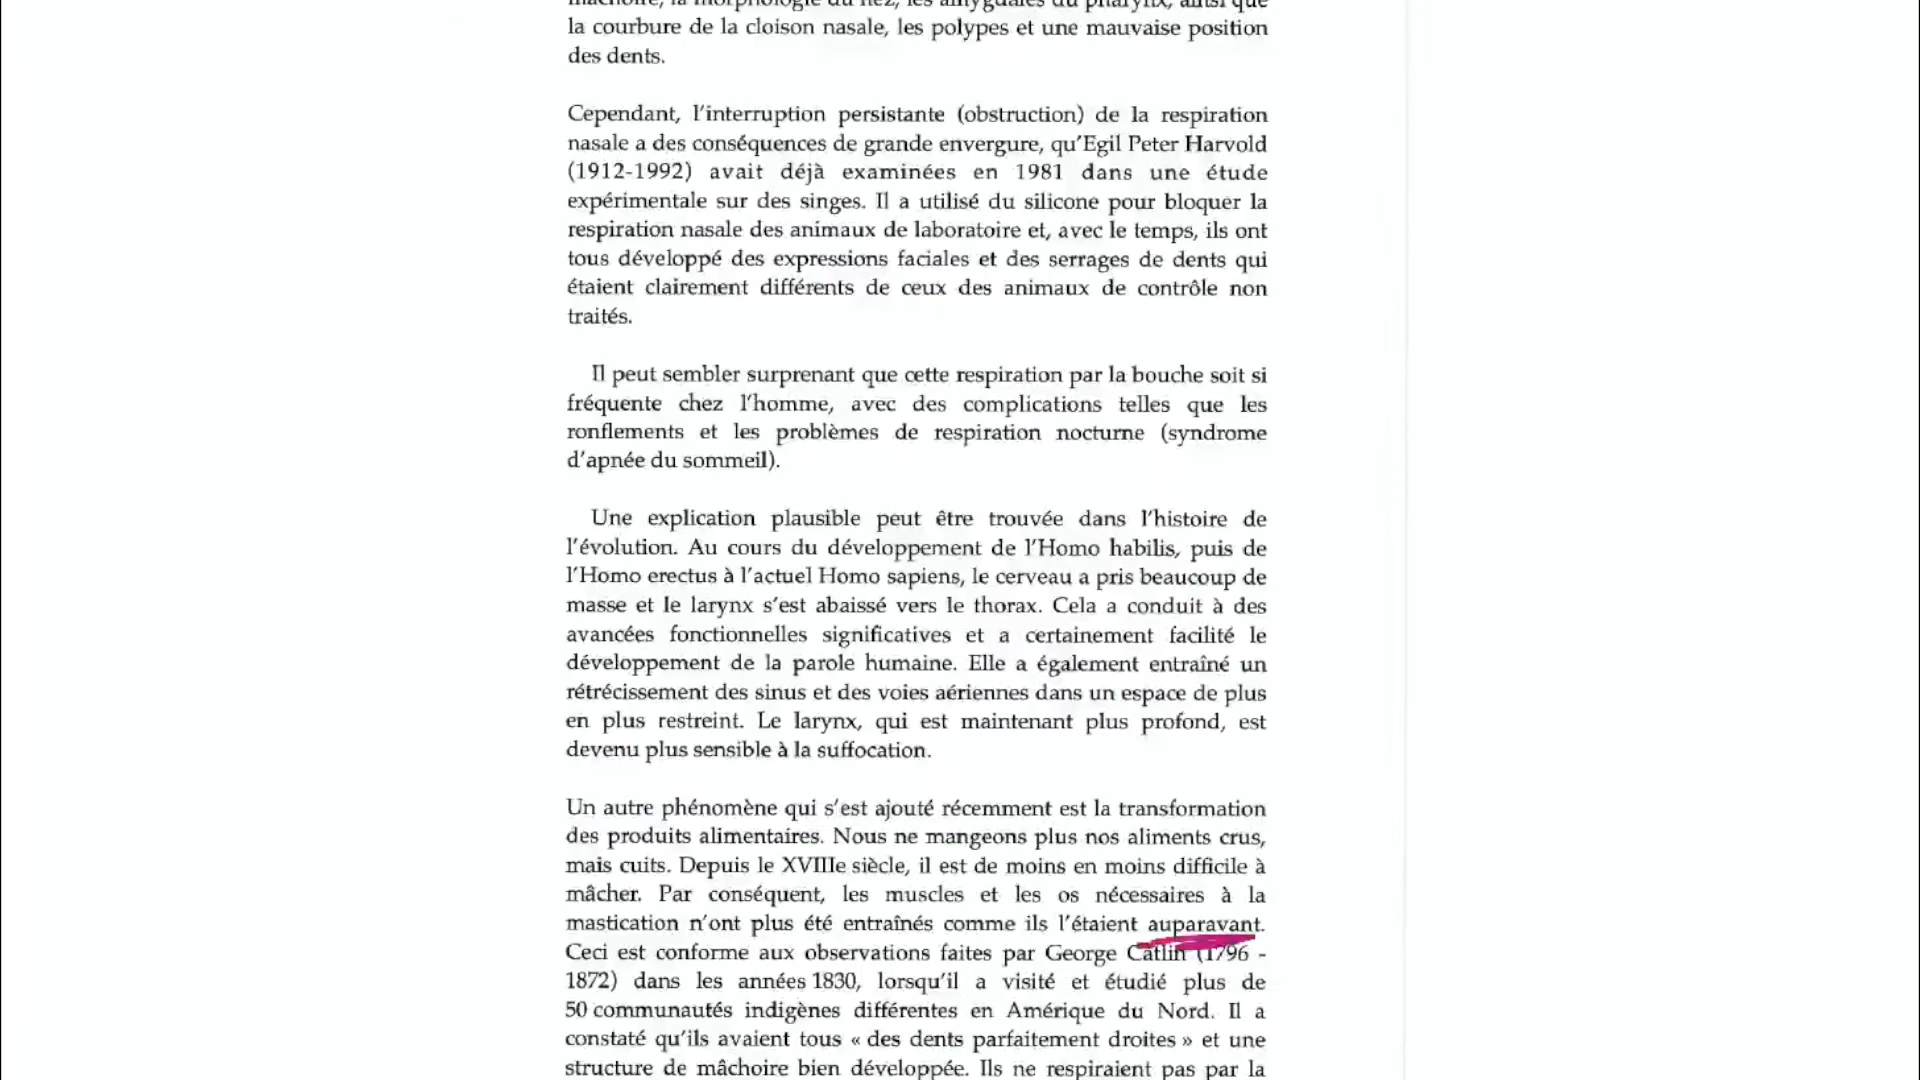 mâchoire, la morphologie du nez, les amygdales du pharynx, ainsi que
la courbure de la cloison nasale, les polypes et une mauvaise position
des dents.
Cependant, l'interruption persistante (obstruction) de la respiration
nasale a des conséquences de grande envergure, qu'Egil Peter Harvold
(1912-1992) avait déjà examinées en 1981 dans une étude
expérimentale sur des singes. Il a utilisé du silicone pour bloquer la
respiration nasale des animaux de laboratoire et, avec le temps, ils ont
tous développé des expressions faciales et des serrages de dents qui
étaient clairement différents de ceux des animaux de contrôle non
traités.
Il peut sembler surprenant que cette respiration par la bouche soit si
fréquente chez l'homme, avec des complications telles que les
ronflements et les problèmes de respiration nocturne (syndrome
d'apnée du sommeil).
Une explication plausible peut être trouvée dans l'histoire de
l'évolution. Au cours du développement de l'Homo habilis, puis de
l'Homo erectus à l'actuel Homo sapiens, le cerveau a pris beaucoup de
masse et le larynx s'est abaissé vers le thorax. Cela a conduit à des
avancées fonctionnelles significatives et a certainement facilité le
développement de la parole humaine. Elle a également entraîné un
rétrécissement des sinus et des voies aériennes dans un espace de plus
en plus restreint. Le larynx, qui est maintenant plus profond, est
devenu plus sensible à la suffocation.
Un autre phénomène qui s'est ajouté récemment est la transformation
des produits alimentaires. Nous ne mangeons plus nos aliments crus,
mais cuits. Depuis le XVIIIe siècle, il est de moins en moins difficile à
mâcher. Par conséquent, les muscles et les os nécessaires à la
mastication n'ont plus été entraînés comme ils l'étaient auparavant.
Ceci est conforme aux observations faites par George Catlin (1796 -
1872) dans les années 1830, lorsqu'il a visité et étudié plus de
50 communautés indigènes différentes en Amérique du Nord. Il a
constaté qu'ils avaient tous « des dents parfaitement droites » et une
structure de mâchoire bien développée. Ils ne respiraient pas par la